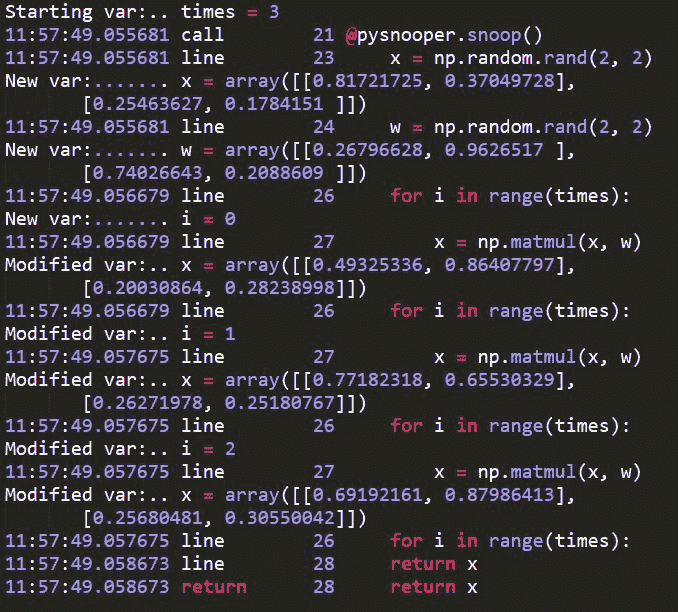 Starting var:.. times = 3
11:57:49.055681 call        21 @pysnooper.snoop()
11:57:49.055681 line        23     x = np.random.rand(2, 2)
New var:....... x = array([[0.81721725, 0.37049728],
       [0.25463627, 0.1784151 ]])
11:57:49.055681 line        24     w = np.random.rand(2, 2)
New var:....... w = array([[0.26796628, 0.9626517 ],
       [0.74026643, 0.2088609 ]])
11:57:49.056679 line        26     for i in range(times):
New var:....... i = 0
11:57:49.056679 line        27         x = np.matmul(x, w)
Modified var:.. x = array([[0.49325336, 0.86407797],
       [0.20030864, 0.28238998]])
11:57:49.056679 line        26     for i in range(times):
Modified var:.. i = 1
11:57:49.057675 line        27         x = np.matmul(x, w)
Modified var:.. x = array([[0.77182318, 0.65530329],
       [0.26271978, 0.25180767]])
11:57:49.057675 line        26     for i in range(times):
Modified var:.. i = 2
11:57:49.057675 line        27         x = np.matmul(x, w)
Modified var:.. x = array([[0.69192161, 0.87986413],
       [0.25680481, 0.30550042]])
11:57:49.057675 line        26     for i in range(times):
11:57:49.058673 line        28     return x
11:57:49.058673 return      28     return x